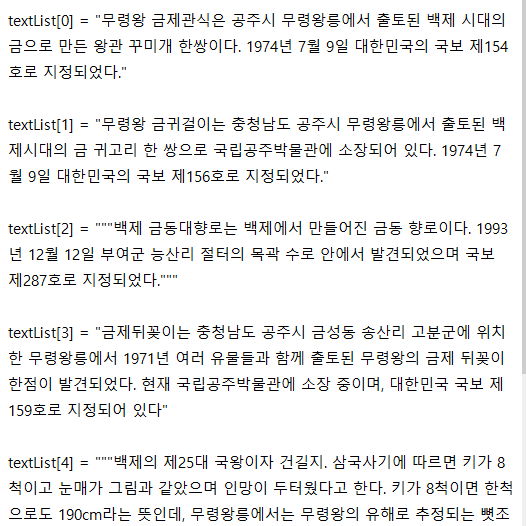 textList[0] = "무령왕 금제관식은 공주시 무령왕릉에서 출토된 백제 시대의
금으로 만든 왕관 꾸미개 한쌍이다. 1974년 7월 9일 대한민국의 국보 제154
호로 지정되었다."
textList[1] = "무령왕 금귀걸이는 충청남도 공주시 무령왕릉에서 출토된 백
제시대의 금 귀고리 한 쌍으로 국립공주박물관에 소장되어 있다. 1974년 7
월 9일 대한민국의 국보 제156호로 지정되었다."
textList[2] = """백제 금동대향로는 백제에서 만들어진 금동 향로이다. 1993
년 12월 12일 부여군 능산리 절터의 목곽 수로 안에서 발견되었으며 국보
제287호로 지정되었다."""
textList[3] = "금제뒤꽂이는 충청남도 공주시 금성동 송산리 고분군에 위치
한 무령왕릉에서 1971년 여러 유물들과 함께 출토된 무령왕의 금제 뒤꽂이
한점이 발견되었다. 현재 국립공주박물관에 소장 중이며, 대한민국 국보 제
159호로 지정되어 있다"
textList[4] = """백제의 제25대 국왕이자 건길지. 삼국사기에 따르면 키가 8
척이고 눈매가 그림과 같았으며 인망이 두터웠다고 한다. 키가 8척이면 한척
으로도 190cm라는 뜻인데, 무령왕릉에서는 무령왕의 유해로 추정되는 뼛조